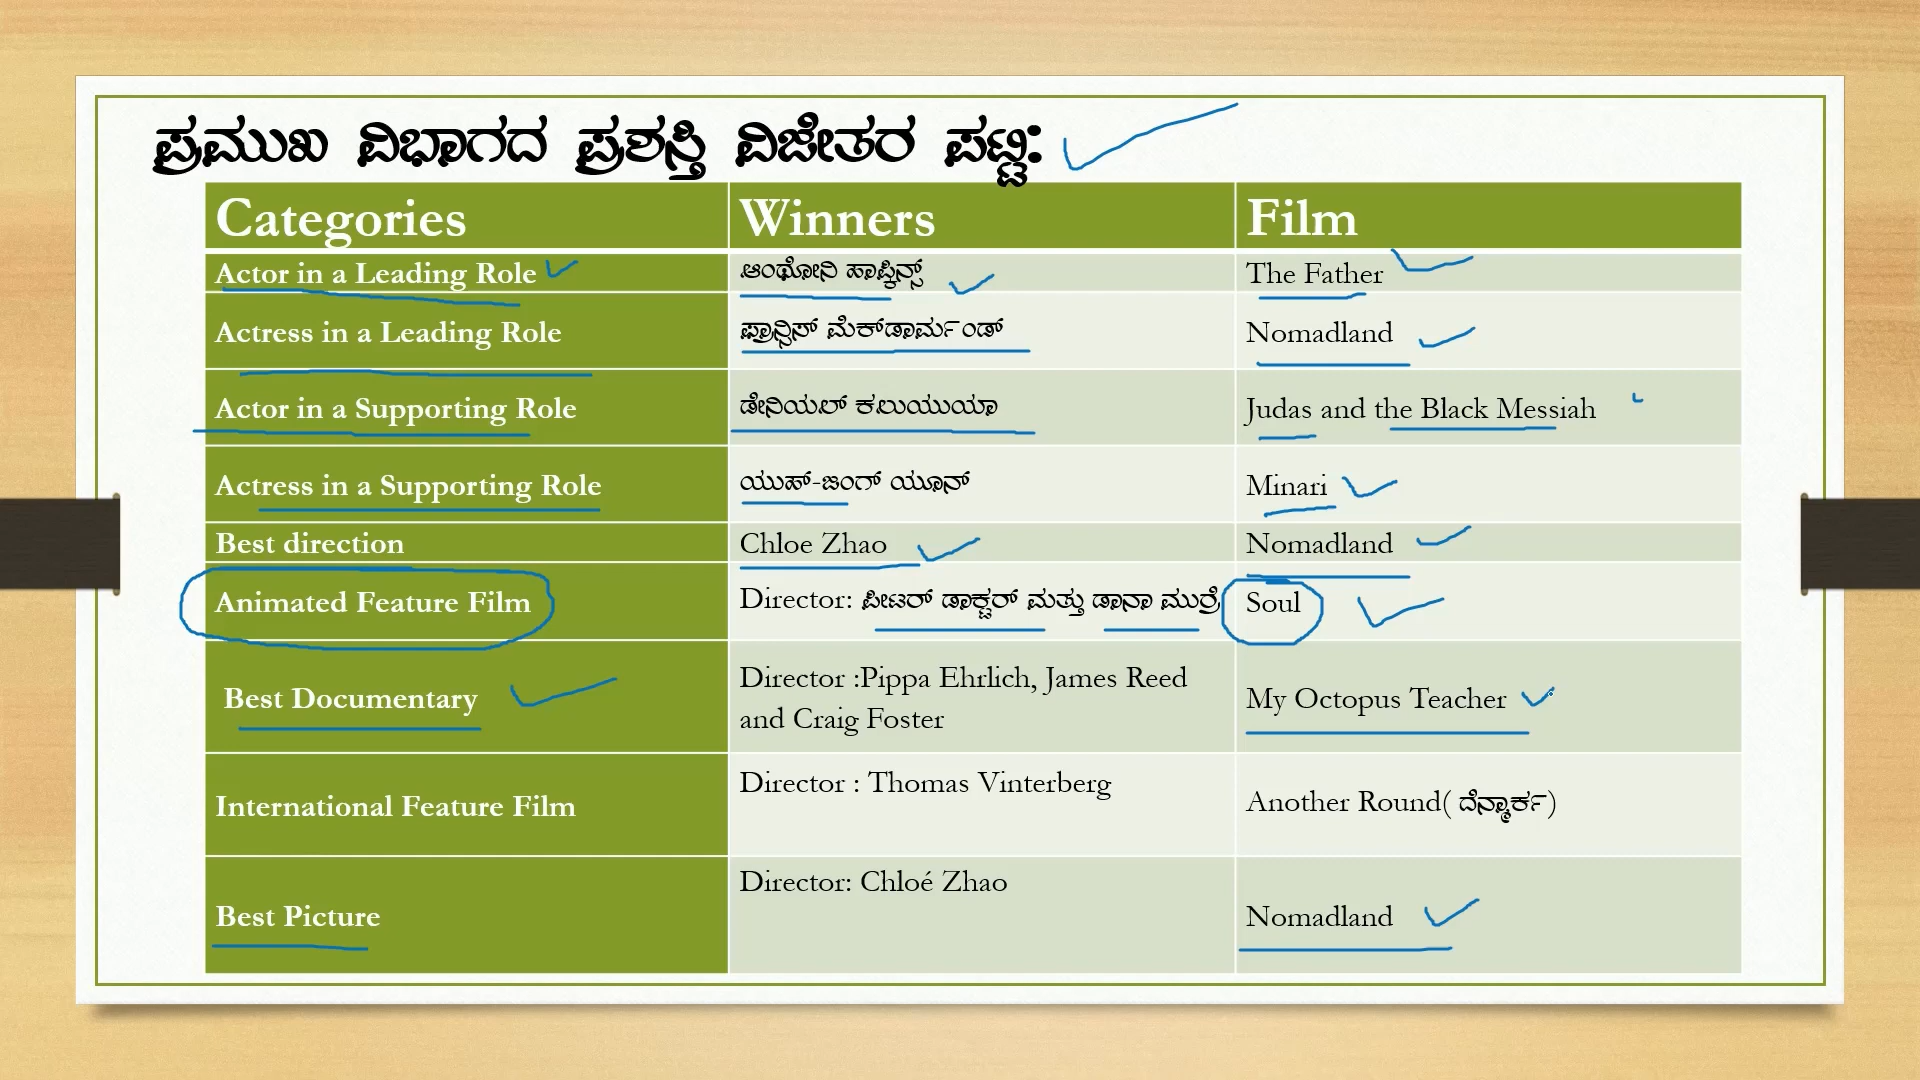 ಪ್ರಮುಖ ವಿಭಾಗದ ಪ್ರಶಸ್ತಿ ವಿಜೇತರ ಪಟ್ಟಿ:
Categories Winners Film
Actor in a Leading Role ಆಂಥೋನಿ ಹಾಪ್ಕಿನ್ಸ್ The Father
Actress in a Leading Role ಫ್ರಾನ್ಸಿಸ್ ಮೆಕ್‌ಡಾರ್ಮಂಡ್ Nomadland
Actor in a Supporting Role ಡೇನಿಯಲ್ ಕಲುಯುಯಾ Judas and the Black Messiah
Actress in a Supporting Role ಯುಹ್-ಜಂಗ್ ಯೂನ್ Minari
Best direction Chloe Zhao Nomadland
Animated Feature Film Director: ಪೀಟರ್ ಡಾಕ್ಟರ್ ಮತ್ತು ಡಾನಾ ಮುರ್ರೆ Soul
Best Documentary Director :Pippa Ehrlich, James Reed
and Craig Foster My Octopus Teacher
International Feature Film Director : Thomas Vinterberg Another Round( ದೆನ್ಮಾರ್ಕ)
Best Picture Director: Chloé Zhao Nomadland